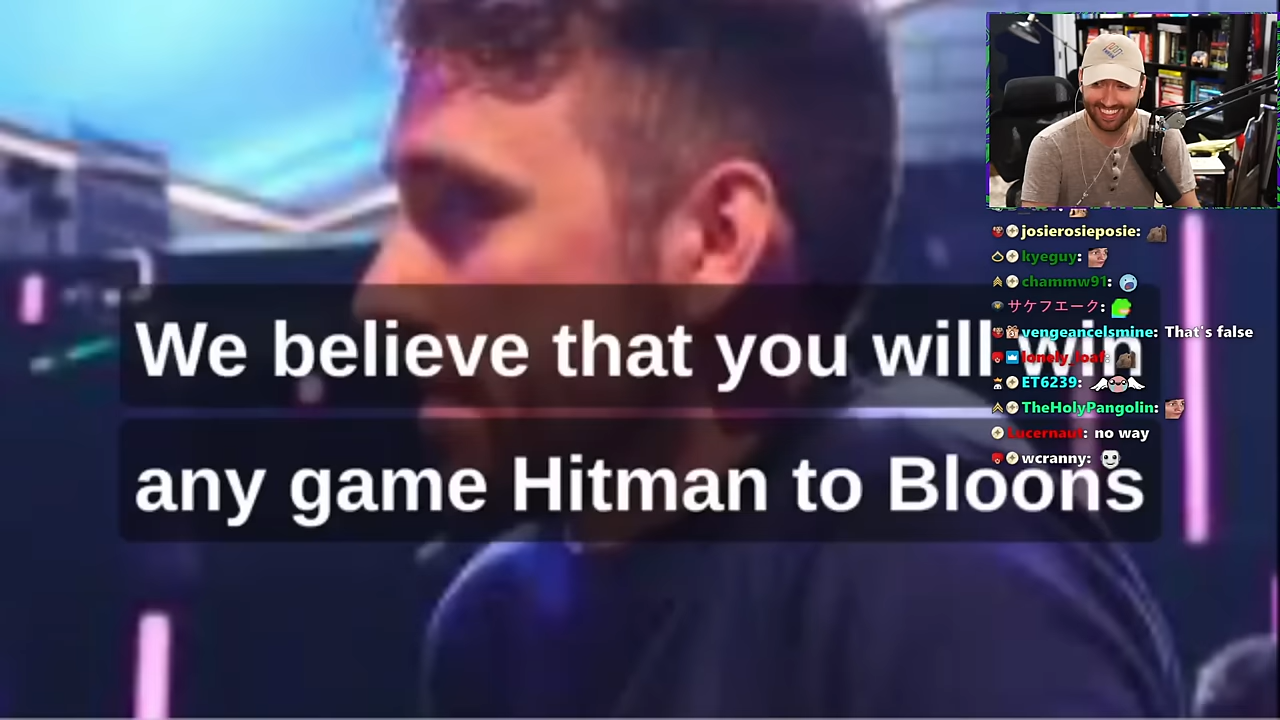 We believe that you will win
any game Hitman to Bloons
josierosieposie:
kyeguy:
chammw91:
サケフエーク:
vengeanceismine: That's false
lonely_loaf:
ET6239:
TheHolyPangolin:
Lucernaut: no way
wcranny: